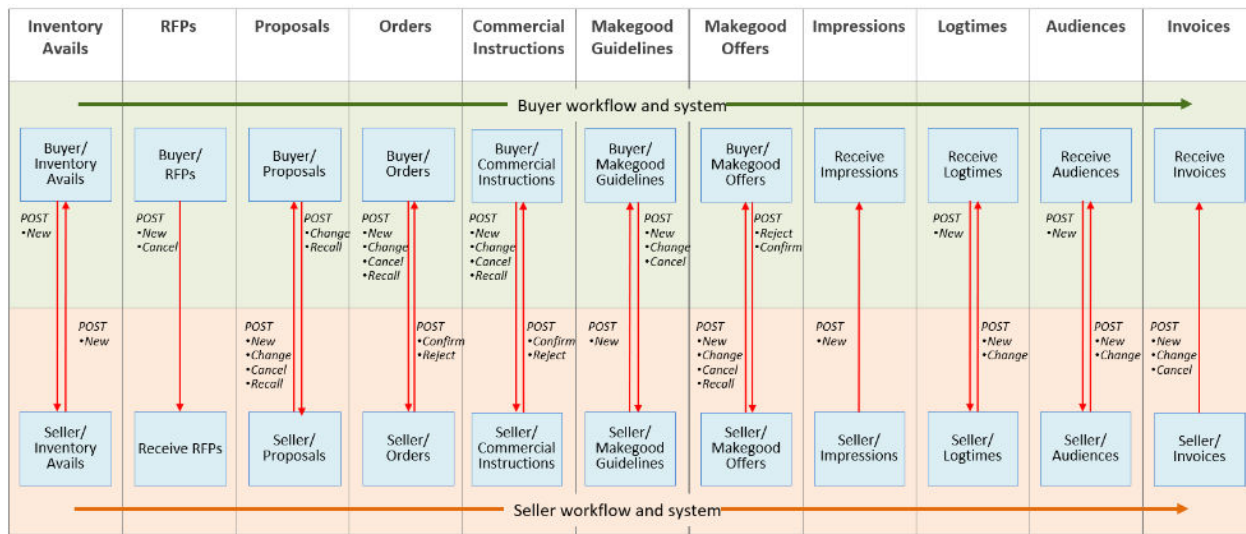 Inventory
Avails
RFPs
Proposals
Orders
Commercial
Instructions
Makegood
Guidelines
Makegood
Offers
Impressions
Logtimes
Audiences
Invoices
Buyer workflow and system
Buyer/
Inventory
Avails
Buyer/
RFPs
Buyer/
Proposals
Buyer/
Orders
Buyer/
Commercial
Instructions
Buyer/
Makegood
Guidelines
Buyer/
Makegood
Offers
Receive
Impressions
Receive
Logtimes
Receive
Audiences
Receive
Invoices
POST
•New
POST
•New
•Cancel
POST
•Change
•Recall
POST
•New
•Change
•Cancel
•Recall
POST
•New
•Change
•Cancel
•Recall
POST
•New
•Change
•Cancel
POST
•Reject
•Confirm
POST
•New
POST
•New
POST
•New
POST
•New
•Change
•Cancel
•Recall
POST
•Confirm
•Reject
POST
•Confirm
•Reject
POST
•New
POST
•New
•Change
•Cancel
•Recall
POST
•New
POST
•New
•Change
POST
•New
•Change
POST
•New
•Change
•Cancel
Seller/
Inventory
Avails
Receive RFPs
Seller/
Proposals
Seller/
Orders
Seller/
Commercial
Instructions
Seller/
Makegood
Guidelines
Seller/
Makegood
Offers
Seller/
Impressions
Seller/
Logtimes
Seller/
Audiences
Seller/
Invoices
Seller workflow and system